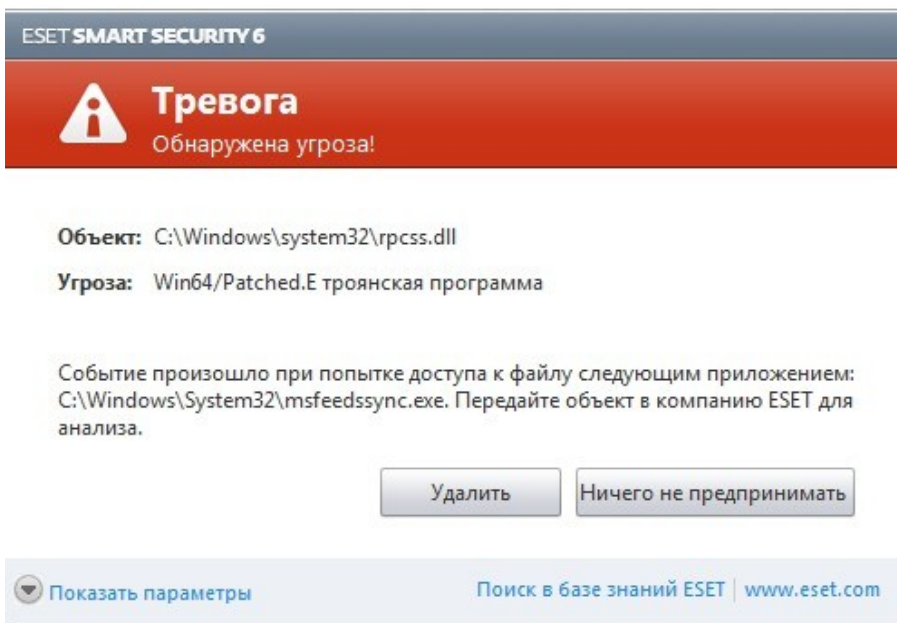 ESET SMART SECURITY 6
Тревога
Обнаружена угроза!
Объект: C:\Windows\system32\rpcss.dll
Угроза: Win64/Patched.E троянская программа
Событие произошло при попытке доступа к файлу следующим приложением:
C:\Windows\System32\msfeedssync.exe. Передайте объект в компанию ESET для
анализа.
Удалить Ничего не предпринимать
Показать параметры Поиск в базе знаний ESET | www.eset.com